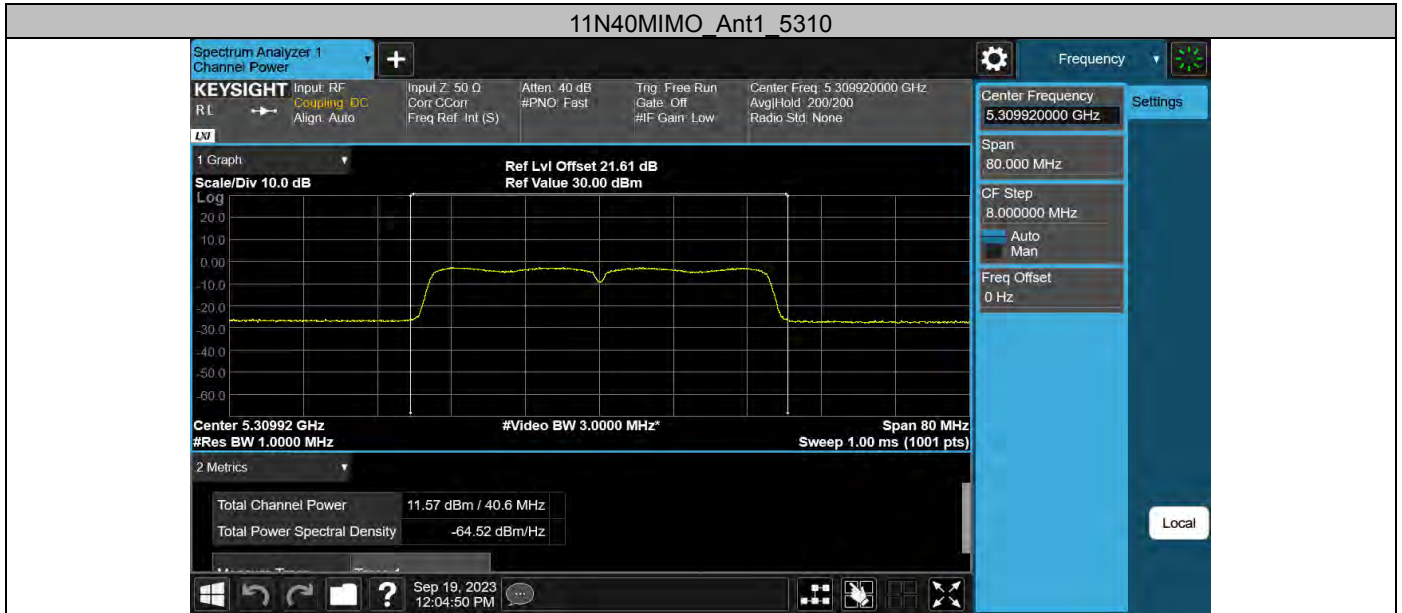 11N40MIMO_Ant1_5310
Spectrum Analyzer 1
Channel Power
+
Frequency
KEYSIGHT
R L
LXI
Input: RF
Coupling: DC
Align: Auto
Input Z: 50 Ω
Corr CCorr
Freq Ref: Int (S)
Atten: 40 dB
#PNO: Fast
Trig: Free Run
Gate: Off
#IF Gain: Low
Center Freq: 5.309920000 GHz
Avg|Hold: 200/200
Radio Std: None
Center Frequency
5.309920000 GHz
Settings
Span
80.000 MHz
CF Step
8.000000 MHz
Auto
Man
Freq Offset
0 Hz
1 Graph
Scale/Div 10.0 dB
Ref Lvl Offset 21.61 dB
Ref Value 30.00 dBm
Log
20.0
10.0
0.00
-10.0
-20.0
-30.0
-40.0
-50.0
-60.0
Center 5.30992 GHz
#Video BW 3.0000 MHz*
Span 80 MHz
#Res BW 1.0000 MHz
Sweep 1.00 ms (1001 pts)
2 Metrics
Total Channel Power 11.57 dBm / 40.6 MHz
Total Power Spectral Density -64.52 dBm/Hz
Local
?
Sep 19, 2023
12:04:50 PM